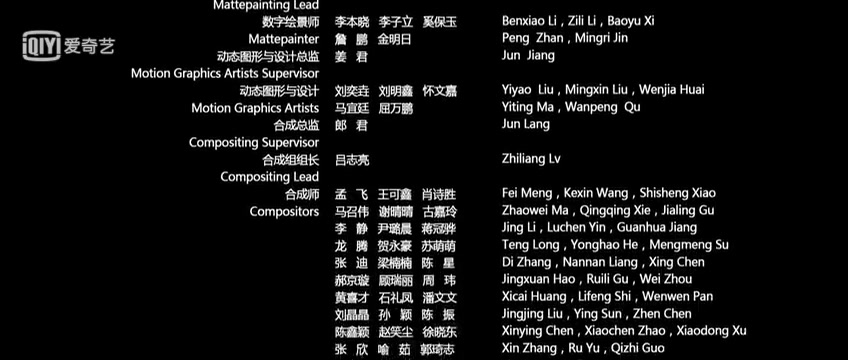 Mattepainting Lead
数字绘景师 李本晓 李子立 奚保玉 Benxiao Li , Zili Li , Baoyu Xi
Mattepainter 詹 鹏 金明日 Peng Zhan , Mingri Jin
iQIYI 爱奇艺
动态图形与设计总监 姜 君 Jun Jiang
Motion Graphics Artists Supervisor
动态图形与设计 刘奕垚 刘明鑫 怀文嘉 Yiyao Liu , Mingxin Liu , Wenjia Huai
Motion Graphics Artists 马宜廷 屈万鹏 Yiting Ma , Wanpeng Qu
合成总监 郎 君 Jun Lang
Compositing Supervisor
合成组组长 吕志亮 Zhiliang Lv
Compositing Lead
合成师 孟 飞 王可鑫 肖诗胜 Fei Meng , Kexin Wang , Shisheng Xiao
Compositors 马召伟 谢晴晴 古嘉玲 Zhaowei Ma , Qingqing Xie , Jialing Gu
李 静 尹璐晨 蒋冠骅 Jing Li , Luchen Yin , Guanhua Jiang
龙 腾 贺永豪 苏萌萌 Teng Long , Yonghao He , Mengmeng Su
张 迪 梁楠楠 陈 星 Di Zhang , Nannan Liang , Xing Chen
郝京璇 顾瑞丽 周 玮 Jingxuan Hao , Ruili Gu , Wei Zhou
黄喜才 石礼凤 潘文文 Xicai Huang , Lifeng Shi , Wenwen Pan
刘晶晶 孙 颖 陈 振 Jingjing Liu , Ying Sun , Zhen Chen
陈鑫颖 赵笑尘 徐晓东 Xinying Chen , Xiaochen Zhao , Xiaodong Xu
张 欣 喻 茹 郭琦志 Xin Zhang , Ru Yu , Qizhi Guo